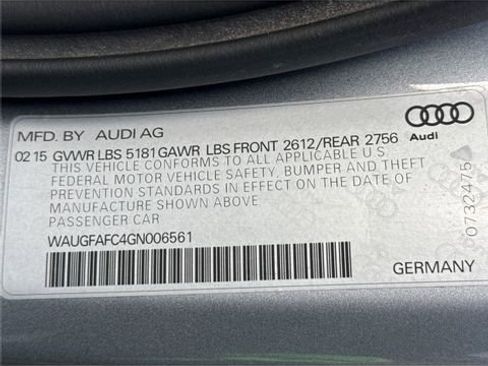 MFD. BY AUDI AG
Audi
02 15 GVWR LBS 5181 GAWR LBS FRONT 2612/REAR 2756
THIS VEHICLE CONFORMS TO ALL APPLICABLE U S
FEDERAL MOTOR VEHICLE SAFETY, BUMPER AND THEFT
STANDARDS IN EFFECT ON THE DATE OF
MANUFACTURE SHOWN ABOVE
PASSENGER CAR
WAUGFAFC4GN006561
GERMANY
00732475